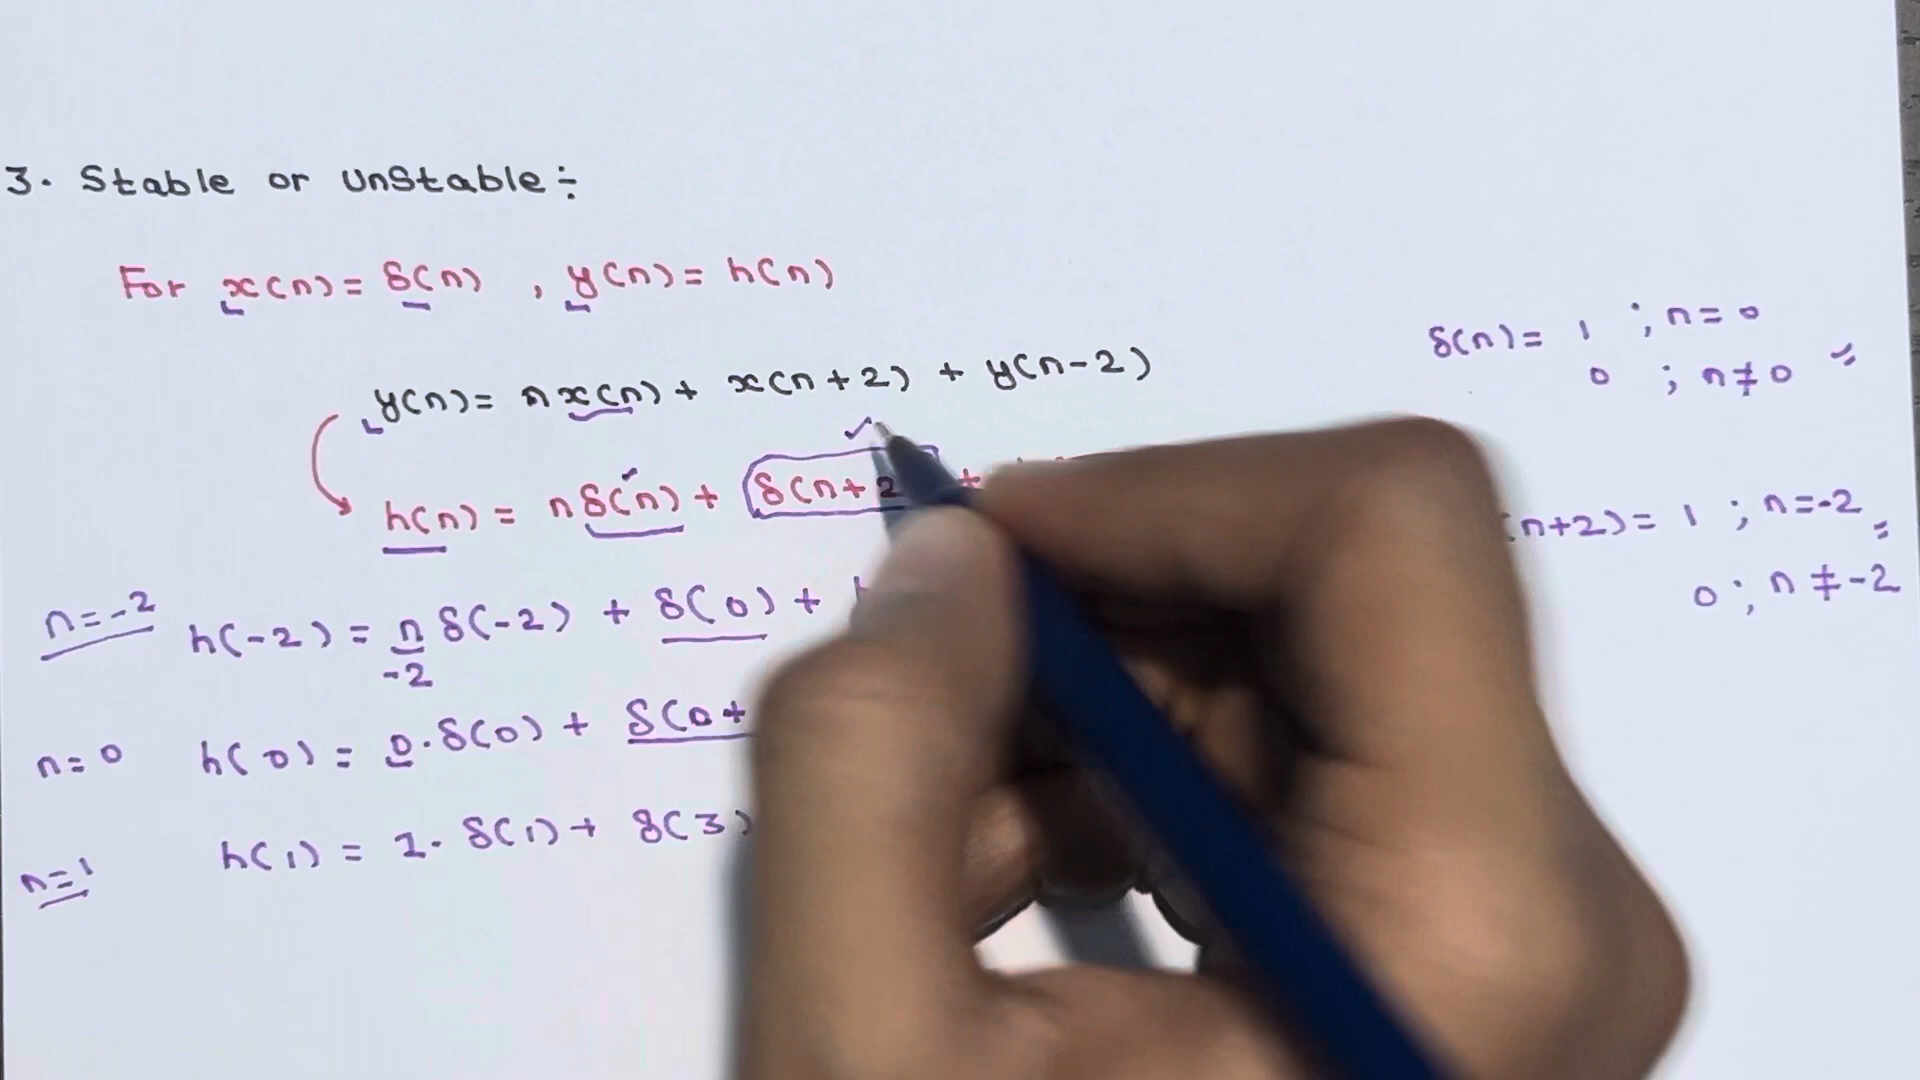 3. Stable or Unstable ÷
For x(n) = δ(n) , y(n) = h(n)
δ(n) = 1 ; n = 0
0 ; n ≠ 0
y(n) = n x(n) + x(n+2) + y(n-2)
h(n) = n δ(n) + δ(n+2 +
(n+2) = 1 ; n = -2
0 ; n ≠ -2
n = -2 h(-2) = n δ(-2) + δ(0) +
-2
n = 0 h(0) = 0 . δ(0) + δ(0+
n = 1 h(1) = 1 . δ(1) + δ(3)